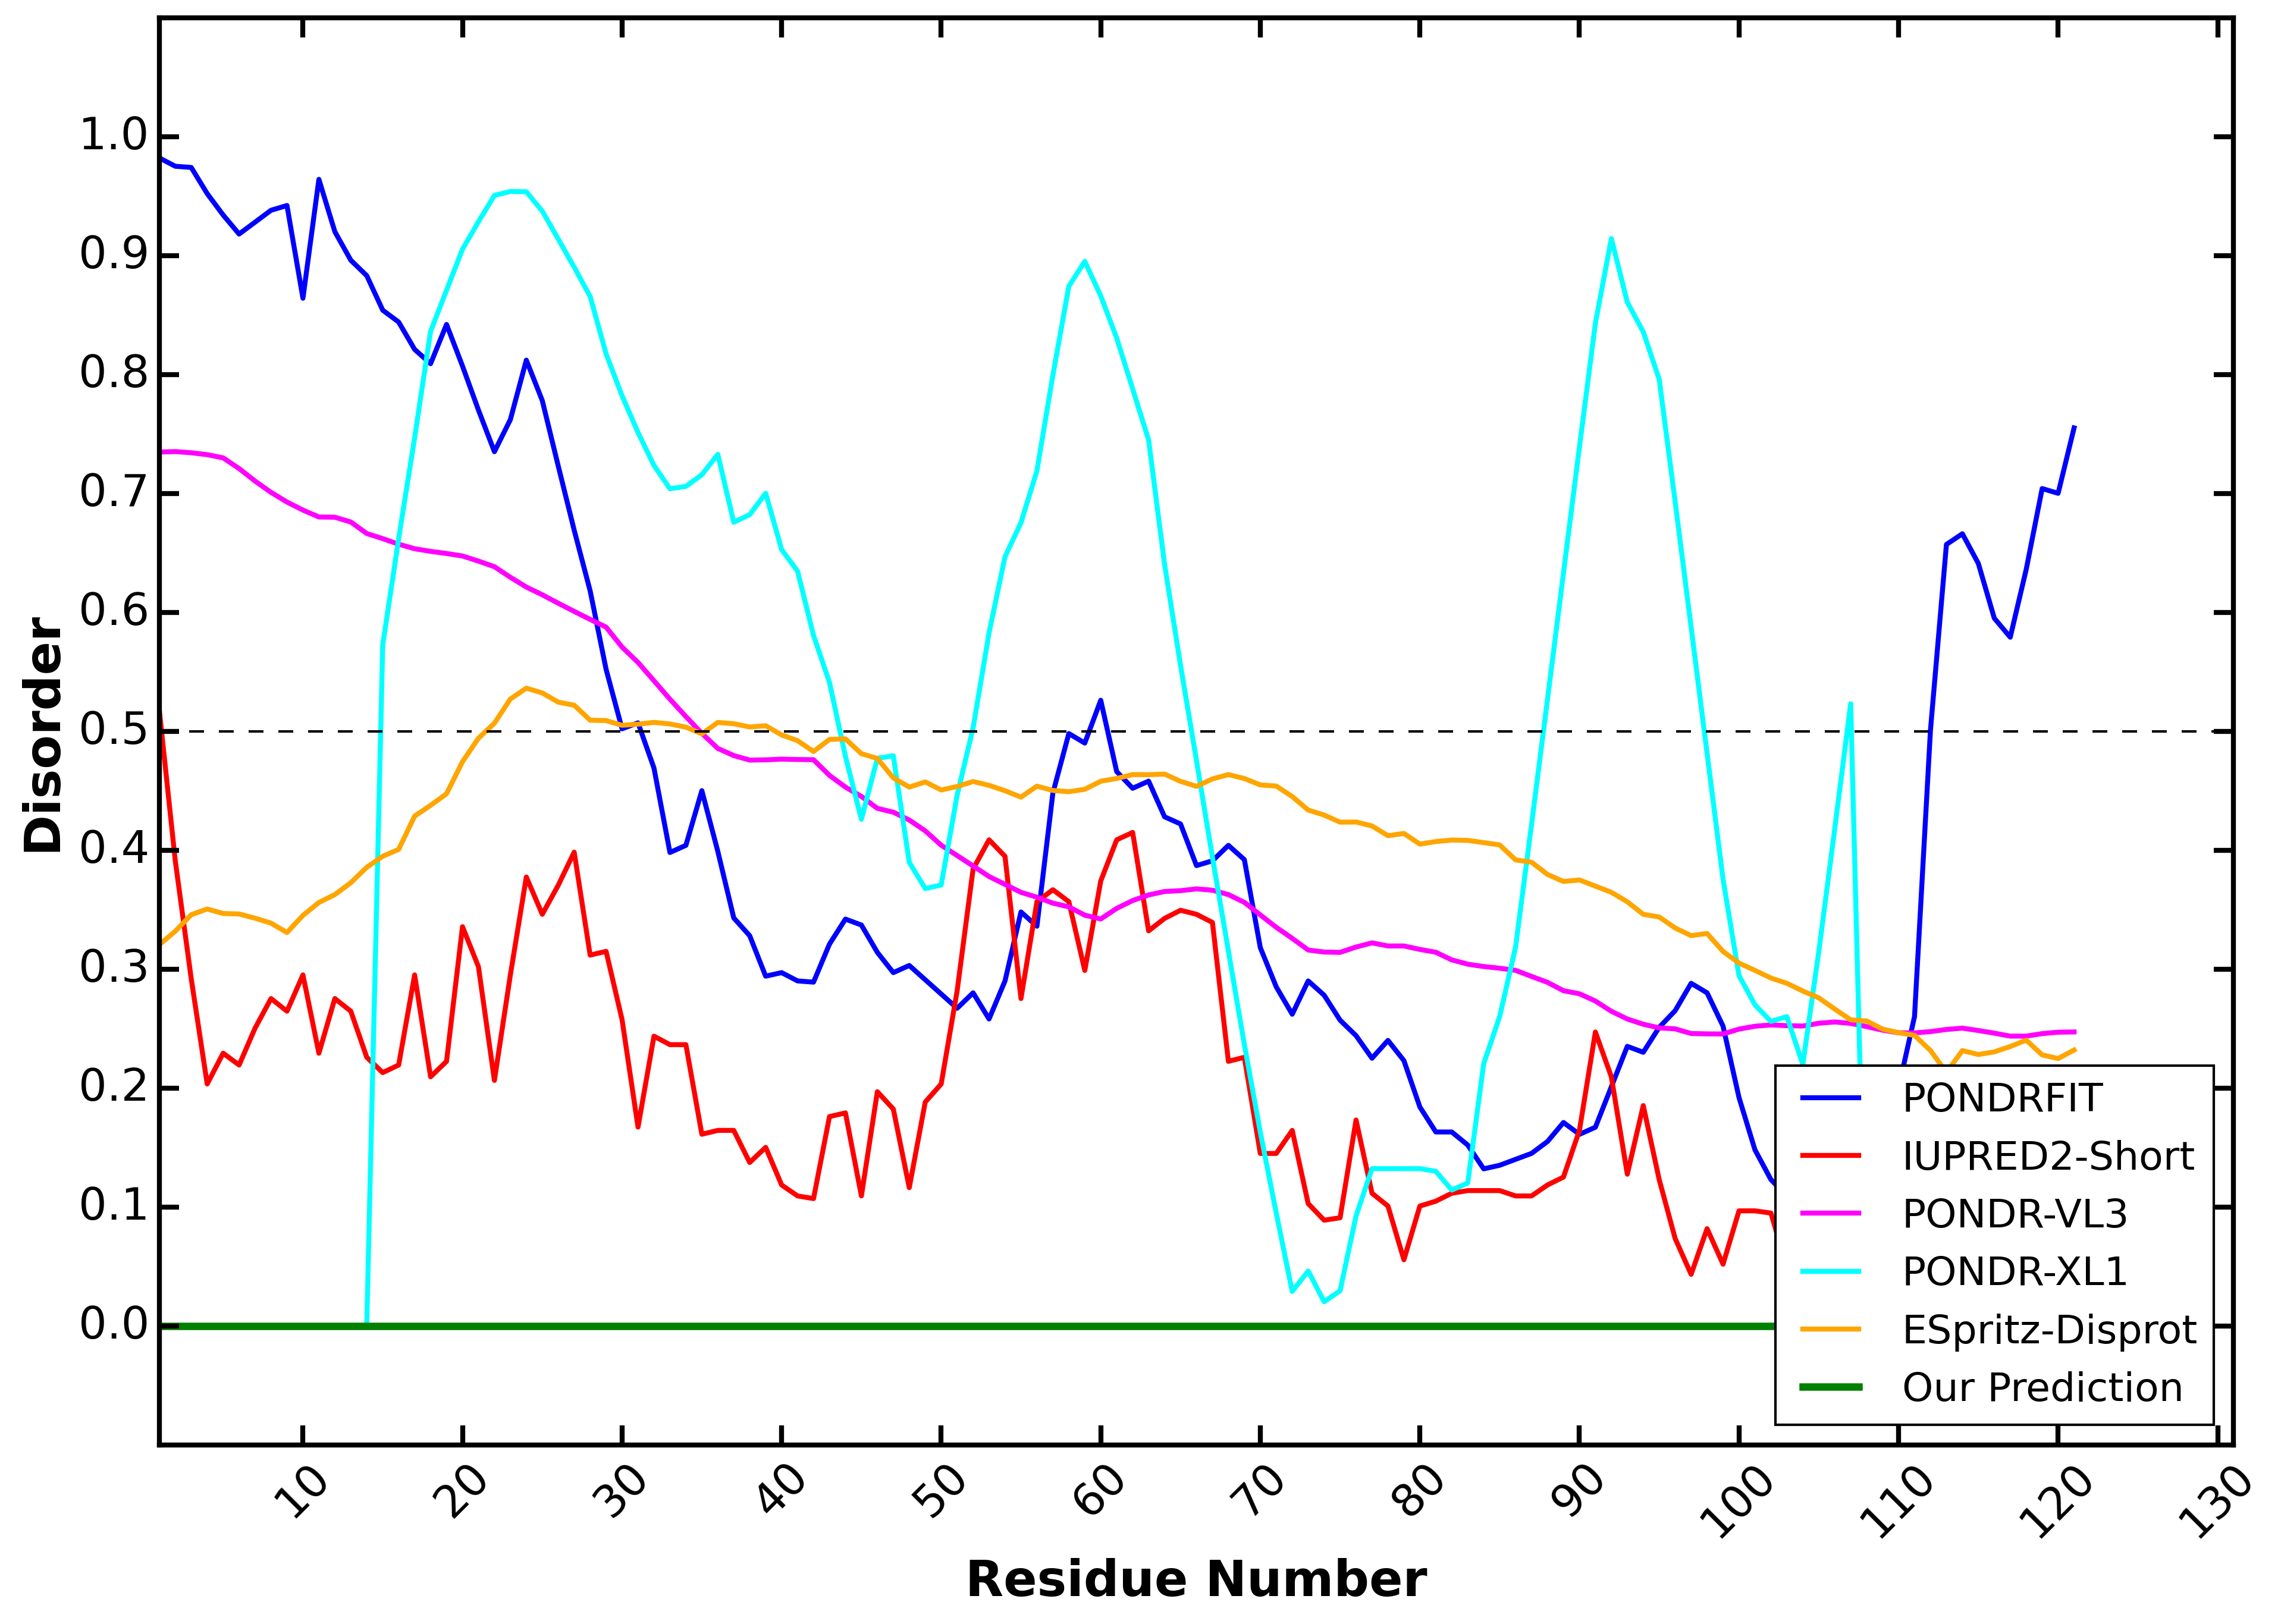 1.0
0.9
0.8
0.7
0.6
0.5
0.4
0.3
0.2
0.1
0.0
Disorder
PONDRFIT
IUPRED2-Short
PONDR-VL3
PONDR-XL1
ESpritz-Disprot
Our Prediction
10 20 30 40 50 60 70 80 90 100 110 120 130
Residue Number